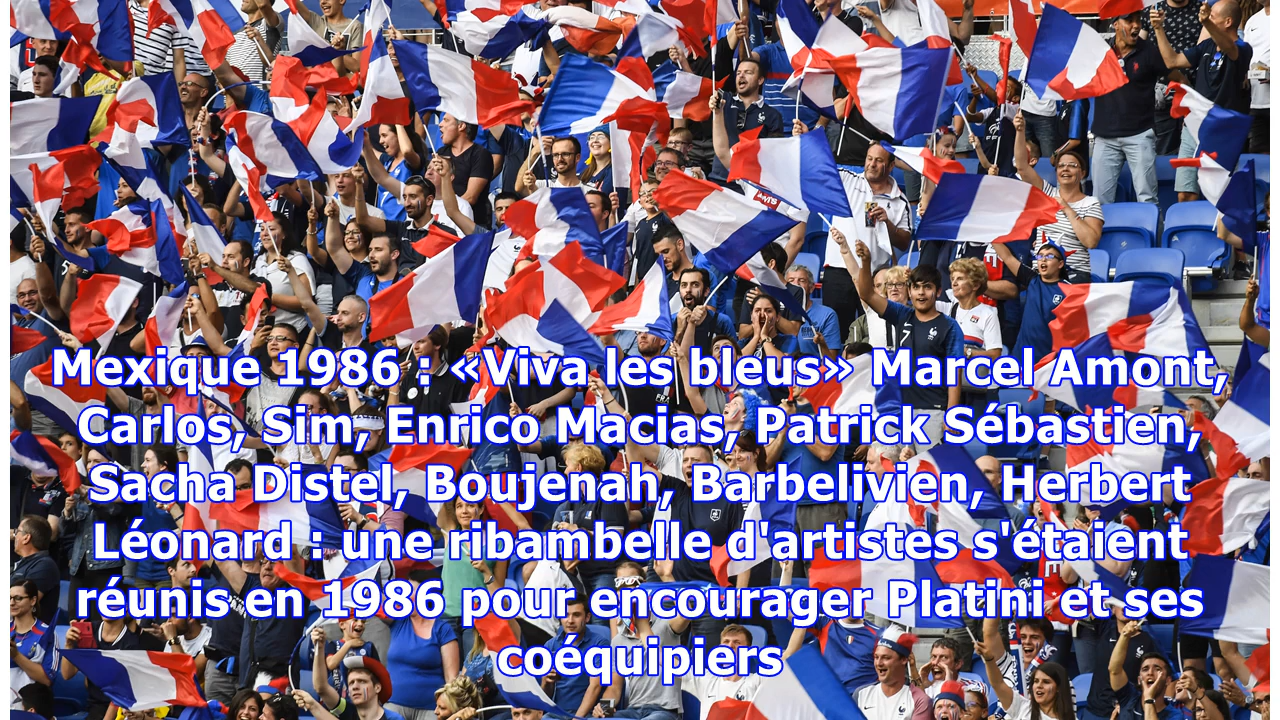 Mexique 1986 : «Viva les bleus» Marcel Amont,
Carlos, Sim, Enrico Macias, Patrick Sébastien,
Sacha Distel, Boujenah, Barbelivien, Herbert
Léonard : une ribambelle d'artistes s'étaient
réunis en 1986 pour encourager Platini et ses
coéquipiers